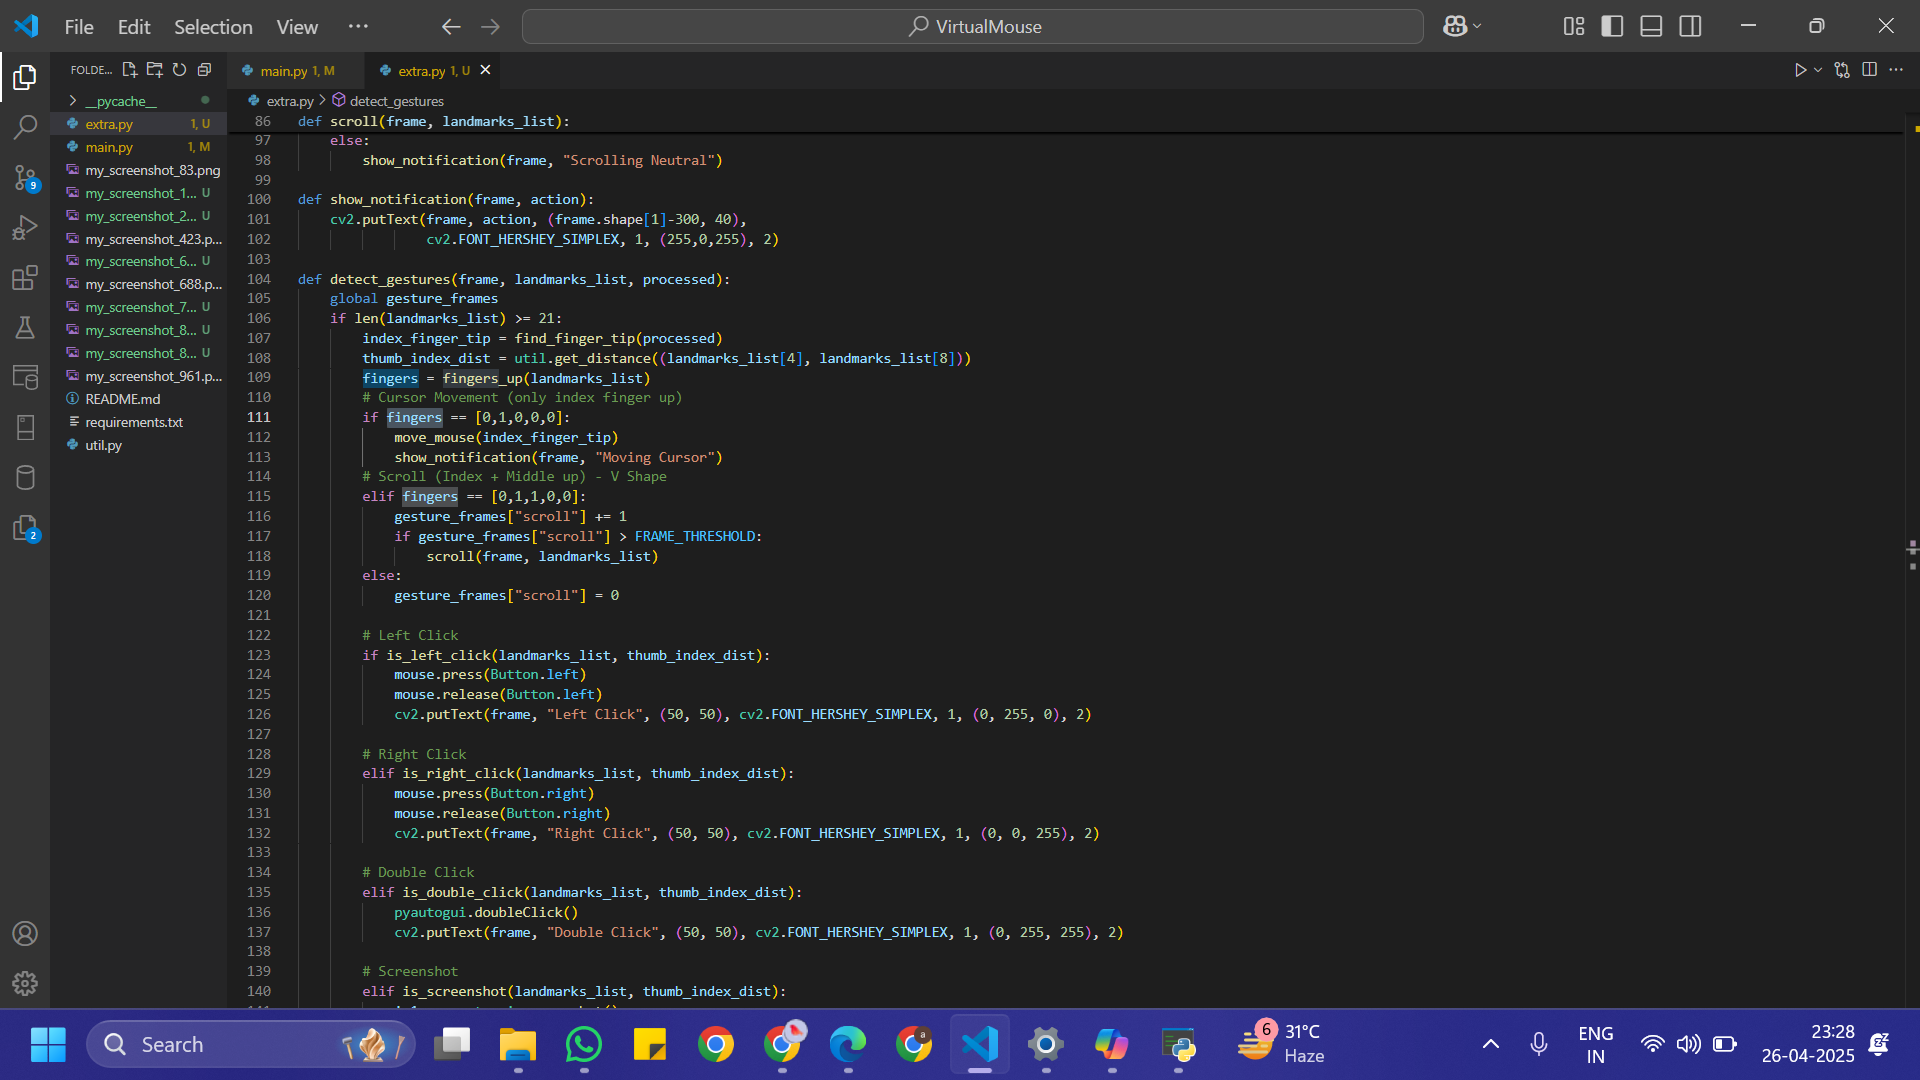 File Edit Selection View ··· VirtualMouse
FOLDE...
main.py 1, M
extra.py 1, U
__pycache__
extra.py 1, U
main.py 1, M
my_screenshot_83.png
my_screenshot_1... U
my_screenshot_2... U
my_screenshot_423.p...
my_screenshot_6... U
my_screenshot_688.p...
my_screenshot_7... U
my_screenshot_8... U
my_screenshot_8... U
my_screenshot_961.p...
README.md
requirements.txt
util.py
9
2
extra.py > detect_gestures
86 def scroll(frame, landmarks_list):
97 else:
98 show_notification(frame, "Scrolling Neutral")
99
100 def show_notification(frame, action):
101 cv2.putText(frame, action, (frame.shape[1]-300, 40),
102 cv2.FONT_HERSHEY_SIMPLEX, 1, (255,0,255), 2)
103
104 def detect_gestures(frame, landmarks_list, processed):
105 global gesture_frames
106 if len(landmarks_list) >= 21:
107 index_finger_tip = find_finger_tip(processed)
108 thumb_index_dist = util.get_distance((landmarks_list[4], landmarks_list[8]))
109 fingers = fingers_up(landmarks_list)
110 # Cursor Movement (only index finger up)
111 if fingers == [0,1,0,0,0]:
112 move_mouse(index_finger_tip)
113 show_notification(frame, "Moving Cursor")
114 # Scroll (Index + Middle up) - V Shape
115 elif fingers == [0,1,1,0,0]:
116 gesture_frames["scroll"] += 1
117 if gesture_frames["scroll"] > FRAME_THRESHOLD:
118 scroll(frame, landmarks_list)
119 else:
120 gesture_frames["scroll"] = 0
121
122 # Left Click
123 if is_left_click(landmarks_list, thumb_index_dist):
124 mouse.press(Button.left)
125 mouse.release(Button.left)
126 cv2.putText(frame, "Left Click", (50, 50), cv2.FONT_HERSHEY_SIMPLEX, 1, (0, 255, 0), 2)
127
128 # Right Click
129 elif is_right_click(landmarks_list, thumb_index_dist):
130 mouse.press(Button.right)
131 mouse.release(Button.right)
132 cv2.putText(frame, "Right Click", (50, 50), cv2.FONT_HERSHEY_SIMPLEX, 1, (0, 0, 255), 2)
133
134 # Double Click
135 elif is_double_click(landmarks_list, thumb_index_dist):
136 pyautogui.doubleClick()
137 cv2.putText(frame, "Double Click", (50, 50), cv2.FONT_HERSHEY_SIMPLEX, 1, (0, 255, 255), 2)
138
139 # Screenshot
140 elif is_screenshot(landmarks_list, thumb_index_dist):
Search
a
6
31°C
Haze
ENG
IN
23:28
26-04-2025